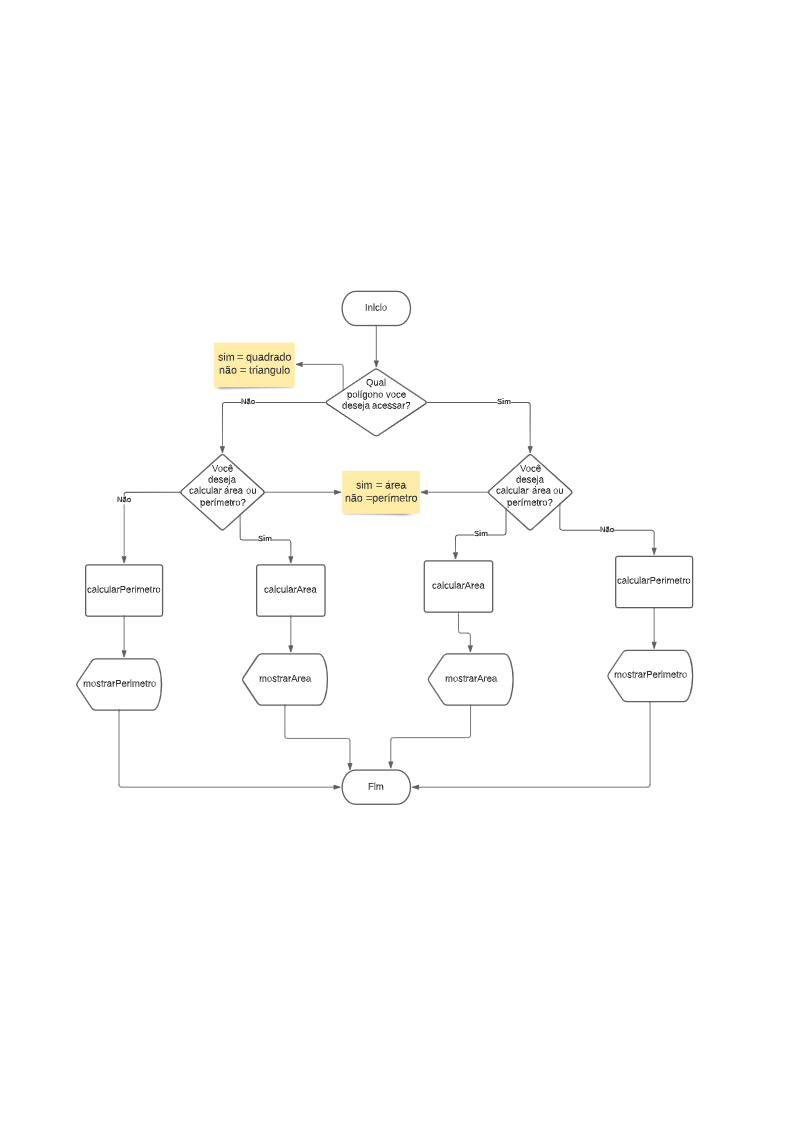 Início
sim = quadrado
não = triangulo
Qual
polígono voce
deseja acessar?
Não
Sim
Você
deseja
calcular área ou
perímetro?
sim = área
não =perímetro
Você
deseja
calcular área ou
perímetro?
Não
Sim
Sim
Não
calcularPerimetro
calcularArea
calcularArea
calcularPerimetro
mostrarPerimetro
mostrarArea
mostrarArea
mostrarPerimetro
Fim